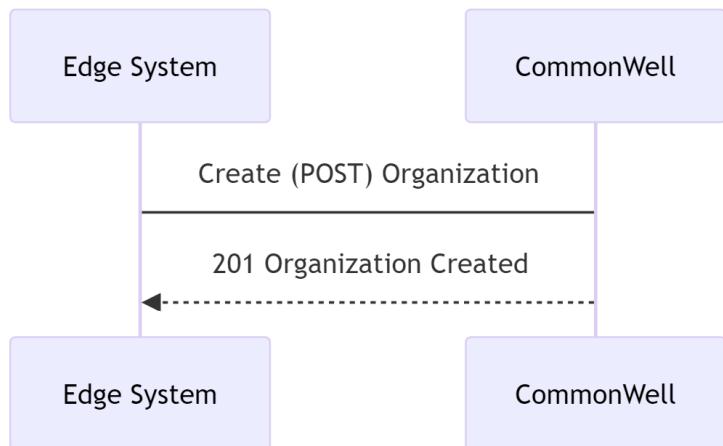 Edge System
CommonWell
Create (POST) Organization
201 Organization Created
Edge System
CommonWell